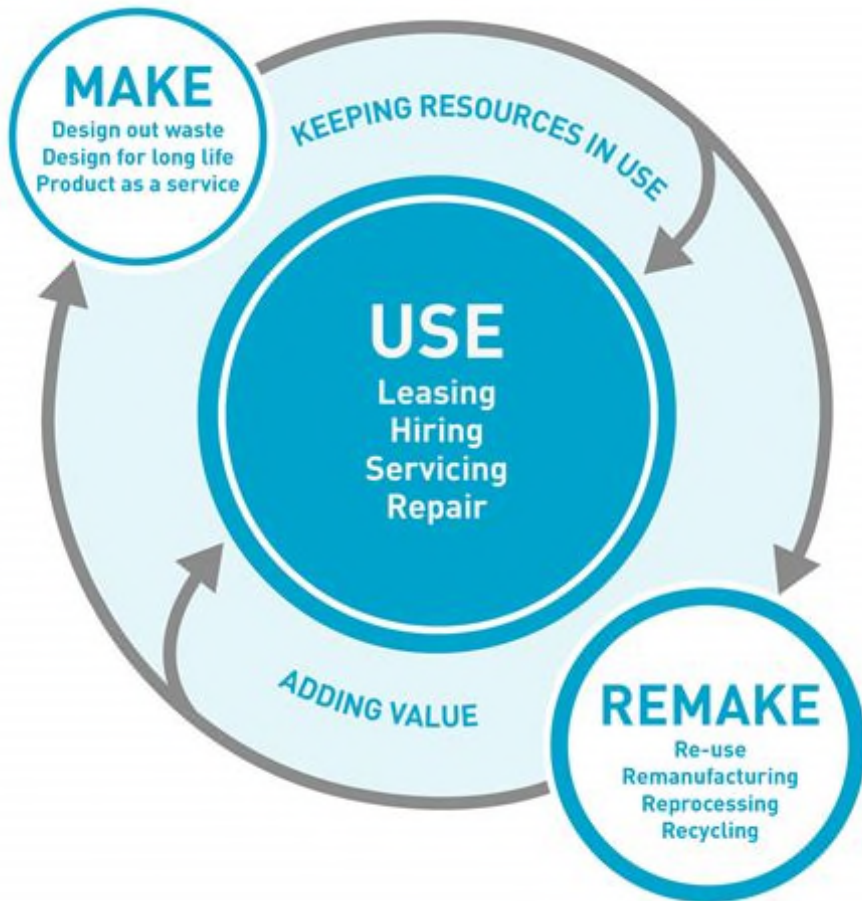 MAKE
Design out waste
Design for long life
Product as a service
KEEPING RESOURCES IN USE
USE
Leasing
Hiring
Servicing
Repair
ADDING VALUE
REMAKE
Re-use
Remanufacturing
Reprocessing
Recycling